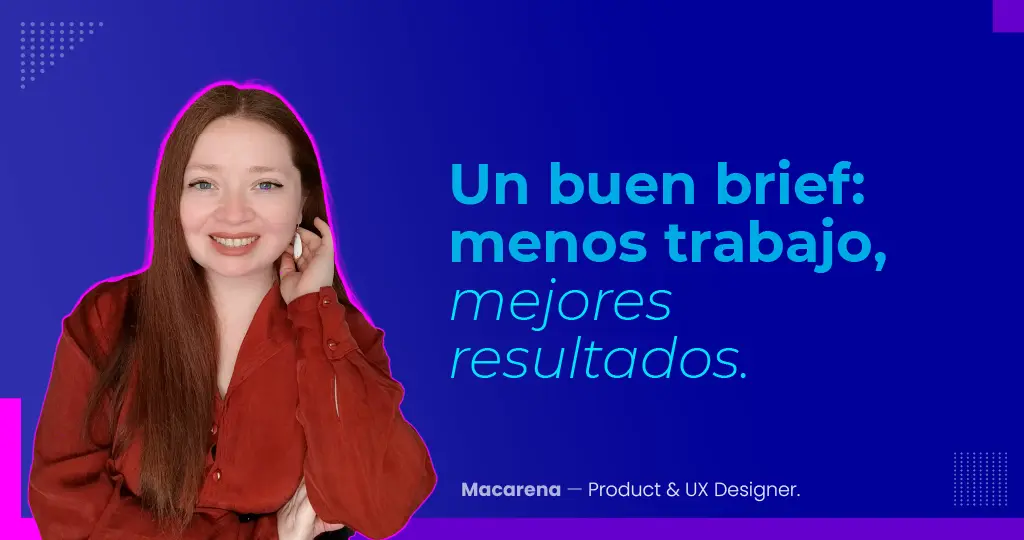 Un buen brief:
menos trabajo,
mejores
resultados.
Macarena — Product & UX Designer.